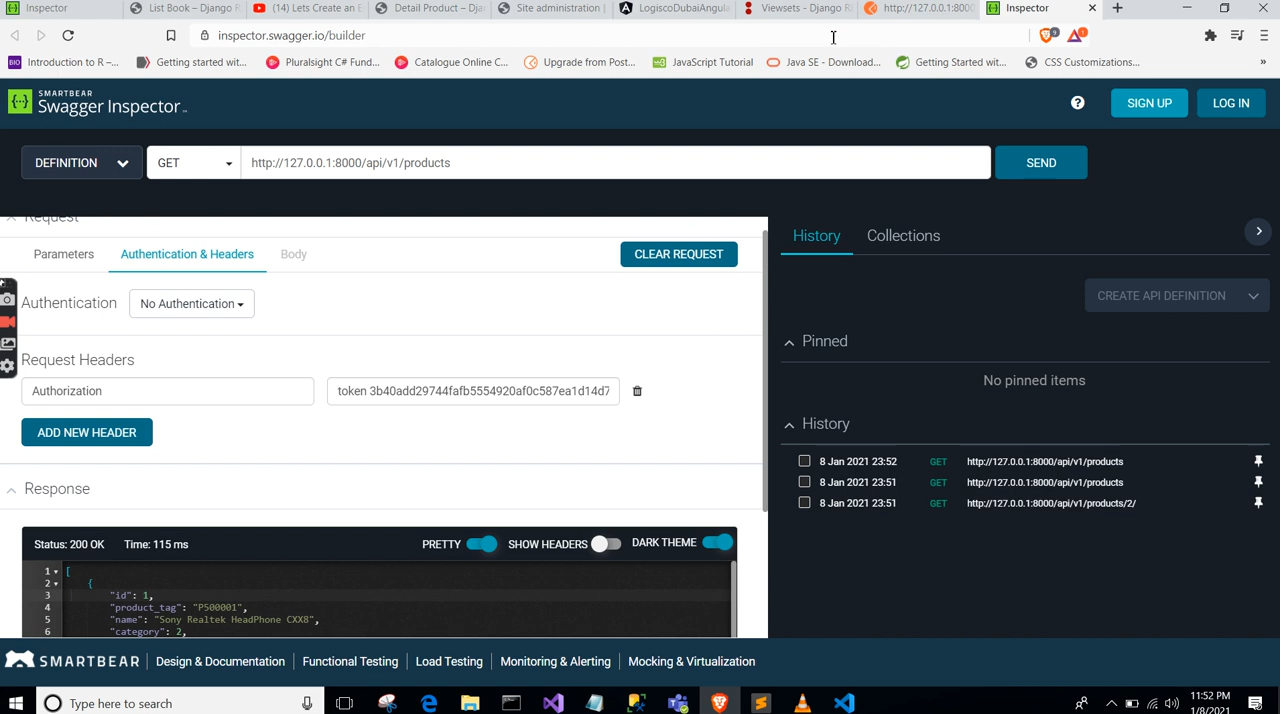 Inspector
List Book – Django R
(14) Lets Create an E
Detail Product – Djan
Site administration |
LogiscoDubaiAngula
Viewsets - Django R
http://127.0.0.1:8000
Inspector
inspector.swagger.io/builder
Introduction to R –...
Getting started wit...
Pluralsight C# Fund...
Catalogue Online C...
Upgrade from Post...
JavaScript Tutorial
Java SE - Download...
Getting Started wit...
CSS Customizations...
SMARTBEAR
Swagger Inspector
SIGN UP
LOG IN
DEFINITION
GET
http://127.0.0.1:8000/api/v1/products
SEND
Request
Parameters
Authentication & Headers
Body
CLEAR REQUEST
Authentication
No Authentication
Request Headers
Authorization
token 3b40add29744fafb5554920af0c587ea1d14d7
ADD NEW HEADER
Response
Status: 200 OK
Time: 115 ms
PRETTY
SHOW HEADERS
DARK THEME
1 [
2 {
3 "id": 1,
4 "product_tag": "P500001",
5 "name": "Sony Realtek HeadPhone CXX8",
6 "category": 2,
History
Collections
CREATE API DEFINITION
Pinned
No pinned items
History
8 Jan 2021 23:52 GET http://127.0.0.1:8000/api/v1/products
8 Jan 2021 23:51 GET http://127.0.0.1:8000/api/v1/products
8 Jan 2021 23:51 GET http://127.0.0.1:8000/api/v1/products/2/
SMARTBEAR
Design & Documentation
Functional Testing
Load Testing
Monitoring & Alerting
Mocking & Virtualization
Type here to search
11:52 PM
1/8/2021